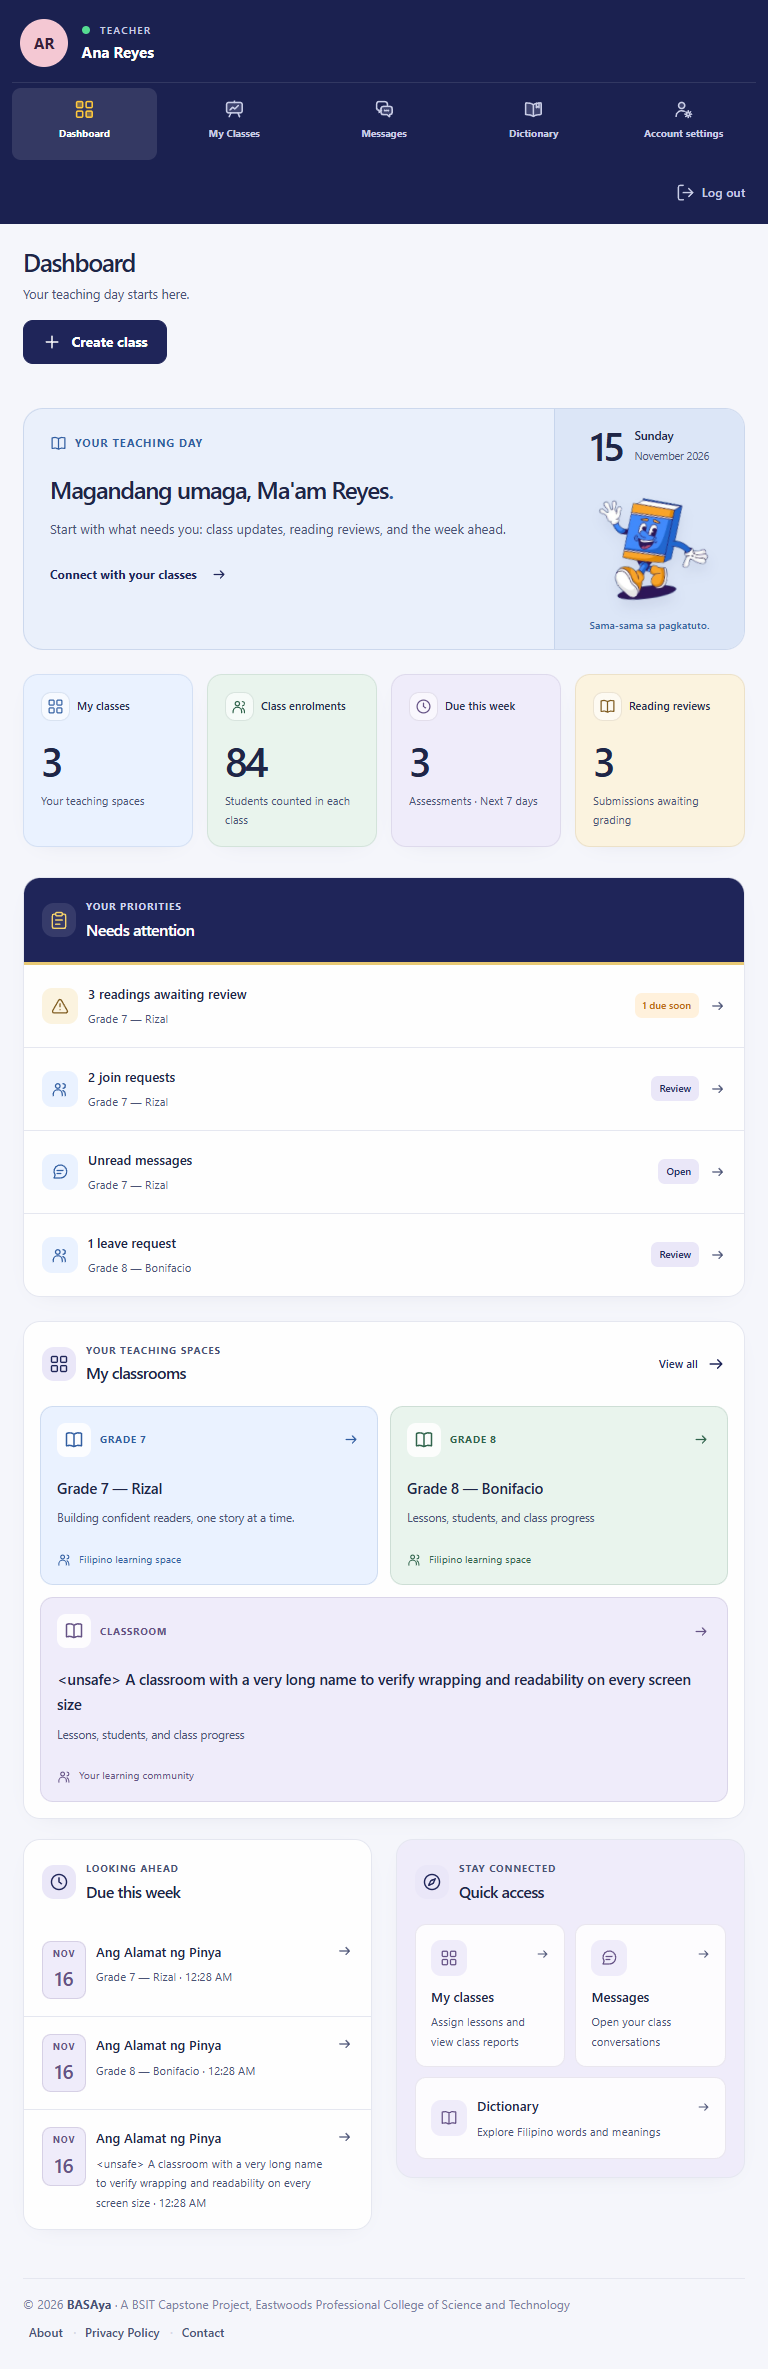 AR
TEACHER
Ana Reyes
Dashboard
My Classes
Messages
Dictionary
Account settings
Log out
Dashboard
Your teaching day starts here.
Create class
YOUR TEACHING DAY
Magandang umaga, Ma'am Reyes.
Start with what needs you: class updates, reading reviews, and the week ahead.
Connect with your classes
15
Sunday
November 2026
Sama-sama sa pagkatuto.
My classes
3
Your teaching spaces
Class enrolments
84
Students counted in each
class
Due this week
3
Assessments · Next 7 days
Reading reviews
3
Submissions awaiting
grading
YOUR PRIORITIES
Needs attention
3 readings awaiting review
Grade 7 — Rizal
1 due soon
2 join requests
Grade 7 — Rizal
Review
Unread messages
Grade 7 — Rizal
Open
1 leave request
Grade 8 — Bonifacio
Review
YOUR TEACHING SPACES
My classrooms
View all
GRADE 7
Grade 7 — Rizal
Building confident readers, one story at a time.
Filipino learning space
GRADE 8
Grade 8 — Bonifacio
Lessons, students, and class progress
Filipino learning space
CLASSROOM
<unsafe> A classroom with a very long name to verify wrapping and readability on every screen
size
Lessons, students, and class progress
Your learning community
LOOKING AHEAD
Due this week
NOV
16
Ang Alamat ng Pinya
Grade 7 — Rizal · 12:28 AM
NOV
16
Ang Alamat ng Pinya
Grade 8 — Bonifacio · 12:28 AM
NOV
16
Ang Alamat ng Pinya
<unsafe> A classroom with a very long name
to verify wrapping and readability on every
screen size · 12:28 AM
STAY CONNECTED
Quick access
My classes
Assign lessons and
view class reports
Messages
Open your class
conversations
Dictionary
Explore Filipino words and meanings
© 2026 BASAya · A BSIT Capstone Project, Eastwoods Professional College of Science and Technology
About · Privacy Policy · Contact